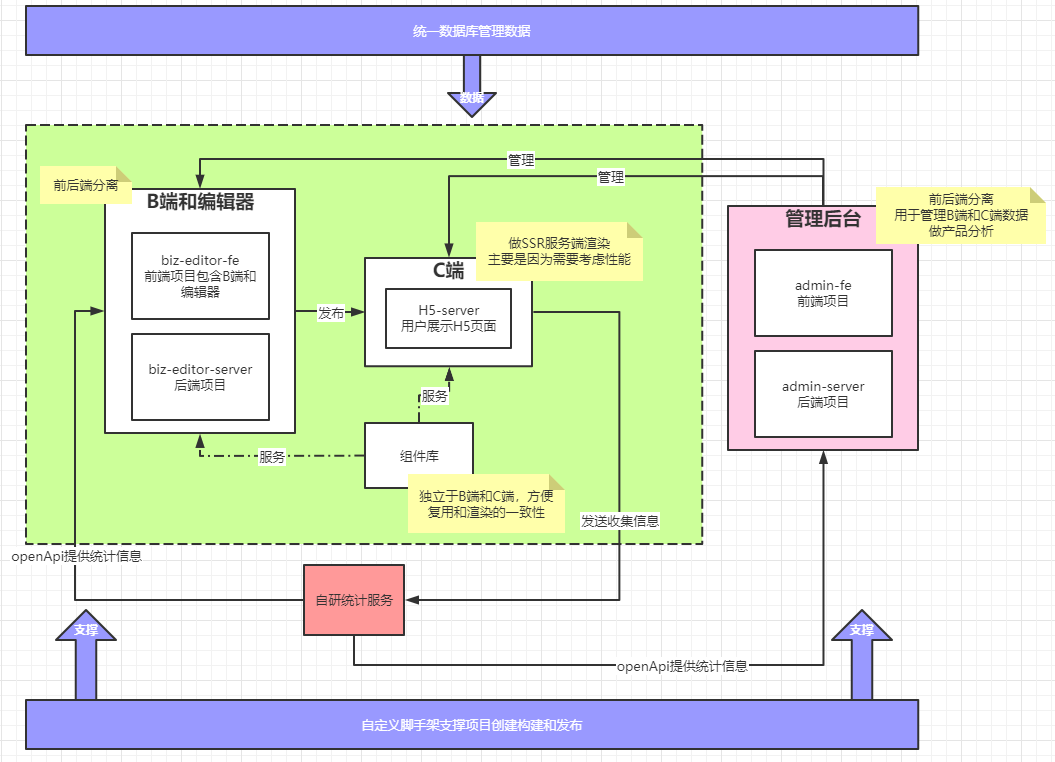 统一数据库管理数据
数据
管理
管理
前后端分离
B端和编辑器
biz-editor-fe
前端项目包含B端和
编辑器
biz-editor-server
后端项目
发布
做SSR服务端渲染
主要是因为需要考虑性能
C端
H5-server
用户展示H5页面
服务
服务
组件库
独立于B端和C端，方便
复用和渲染的一致性
前后端分离
用于管理B端和C端数据
做产品分析
管理后台
admin-fe
前端项目
admin-server
后端项目
发送收集信息
openApi提供统计信息
自研统计服务
支撑
支撑
openApi提供统计信息
自定义脚手架支撑项目创建构建和发布